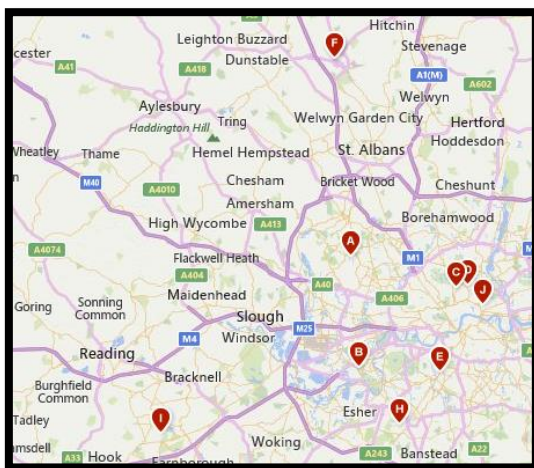 Hitchin
F
Leighton Buzzard
Stevenage
cester
Dunstable
A41
A418
A1(M)
A602
Welwyn
Aylesbury
Tring
Welwyn Garden City
Hertford
Haddington Hill
Hoddesdon
Wheatley
Thame
Hemel Hempstead
St. Albans
M40
A4010
Chesham
Bricket Wood
Cheshunt
Amersham
High Wycombe
A413
Borehamwood
A4074
A
Flackwell Heath
M1
A404
A40
C
D
Maidenhead
A406
J
Goring
Sonning
Common
Slough
M25
M4
Windsor
Reading
B
E
Bracknell
Burghfield
Common
Esher
H
Tadley
I
Woking
amsdell
Hook
A33
Farnborough
A243
Banstead
A22